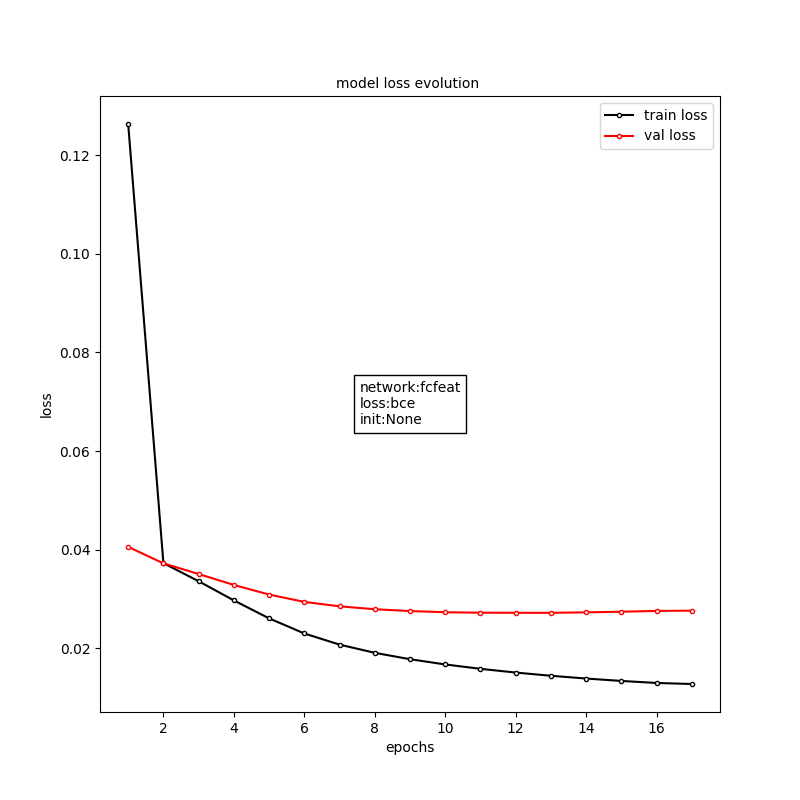 model loss evolution
train loss
val loss
0.12
0.10
0.08
0.06
0.04
0.02
loss
network:fcfeat
loss:bce
init:None
2 4 6 8 10 12 14 16
epochs